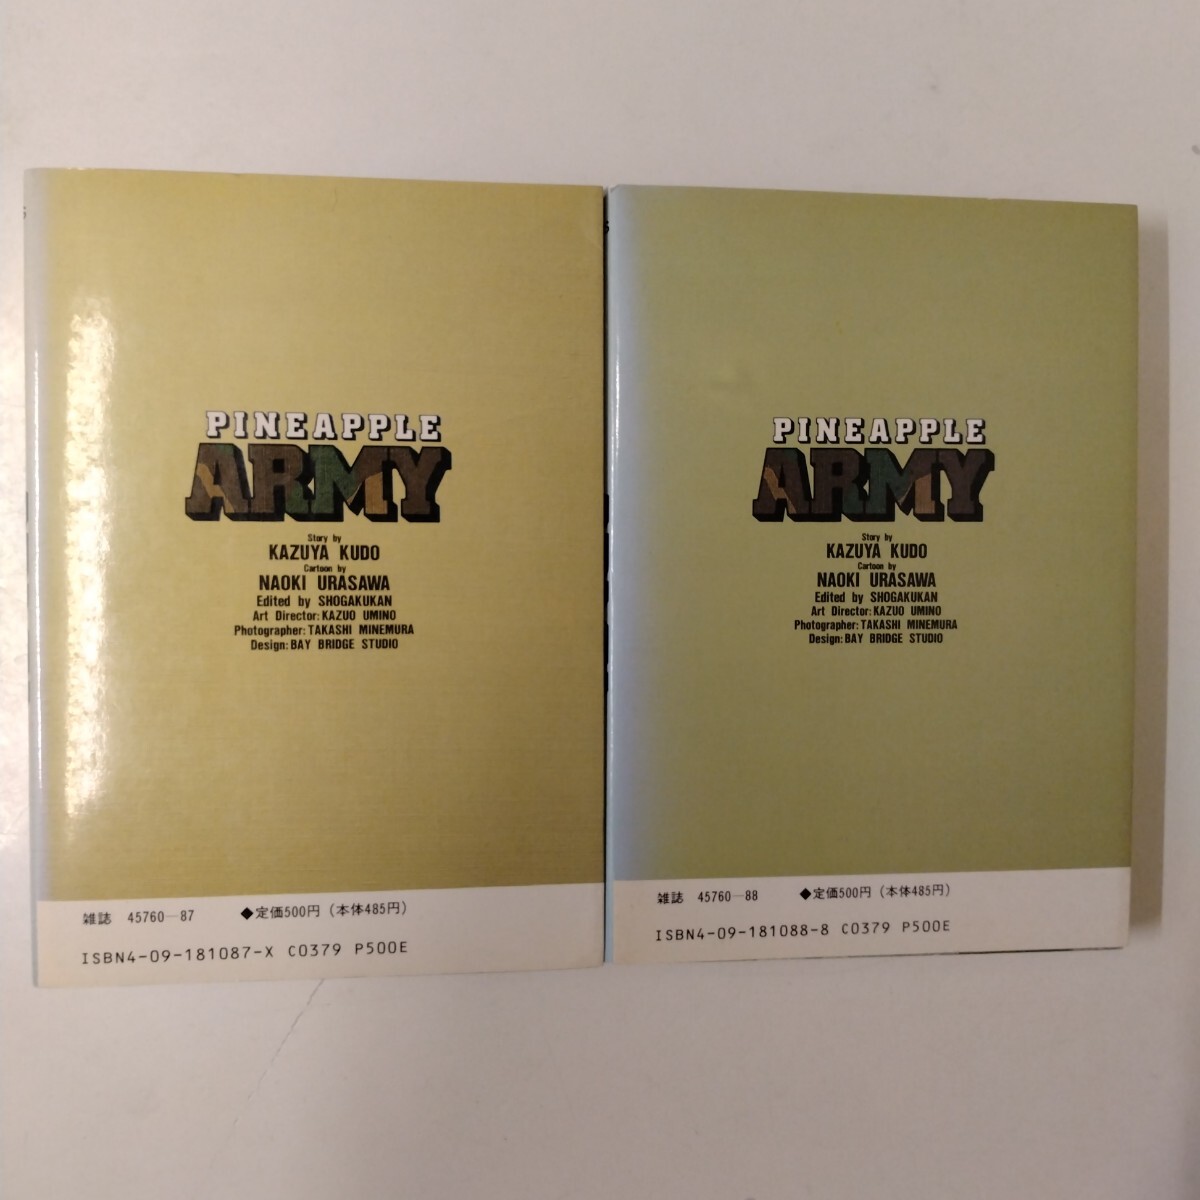 PINEAPPLE
ARMY
Story by
KAZUYA KUDO
Cartoon by
NAOKI URASAWA
Edited by SHOGAKUKAN
Art Director:KAZUO UMINO
Photographer:TAKASHI MINEMURA
Design:BAY BRIDGE STUDIO
雑誌 45760—87 ◆定価500円（本体485円）
ISBN4-09-181087-X C0379 P500E
PINEAPPLE
ARMY
Story by
KAZUYA KUDO
Cartoon by
NAOKI URASAWA
Edited by SHOGAKUKAN
Art Director:KAZUO UMINO
Photographer:TAKASHI MINEMURA
Design:BAY BRIDGE STUDIO
雑誌 45760—88 ◆定価500円（本体485円）
ISBN4-09-181088-8 C0379 P500E